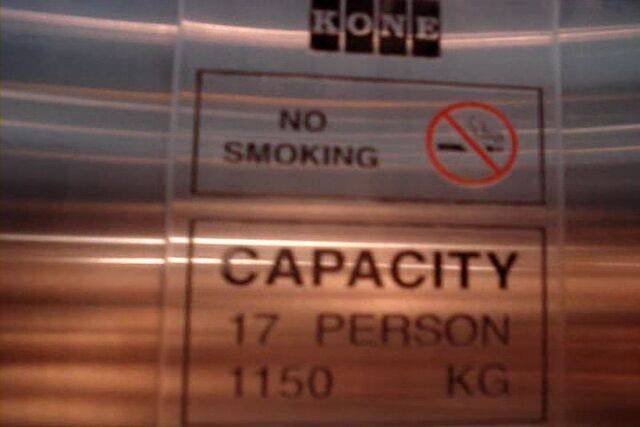 KONE
NO
SMOKING
CAPACITY
17 PERSON
1150 KG